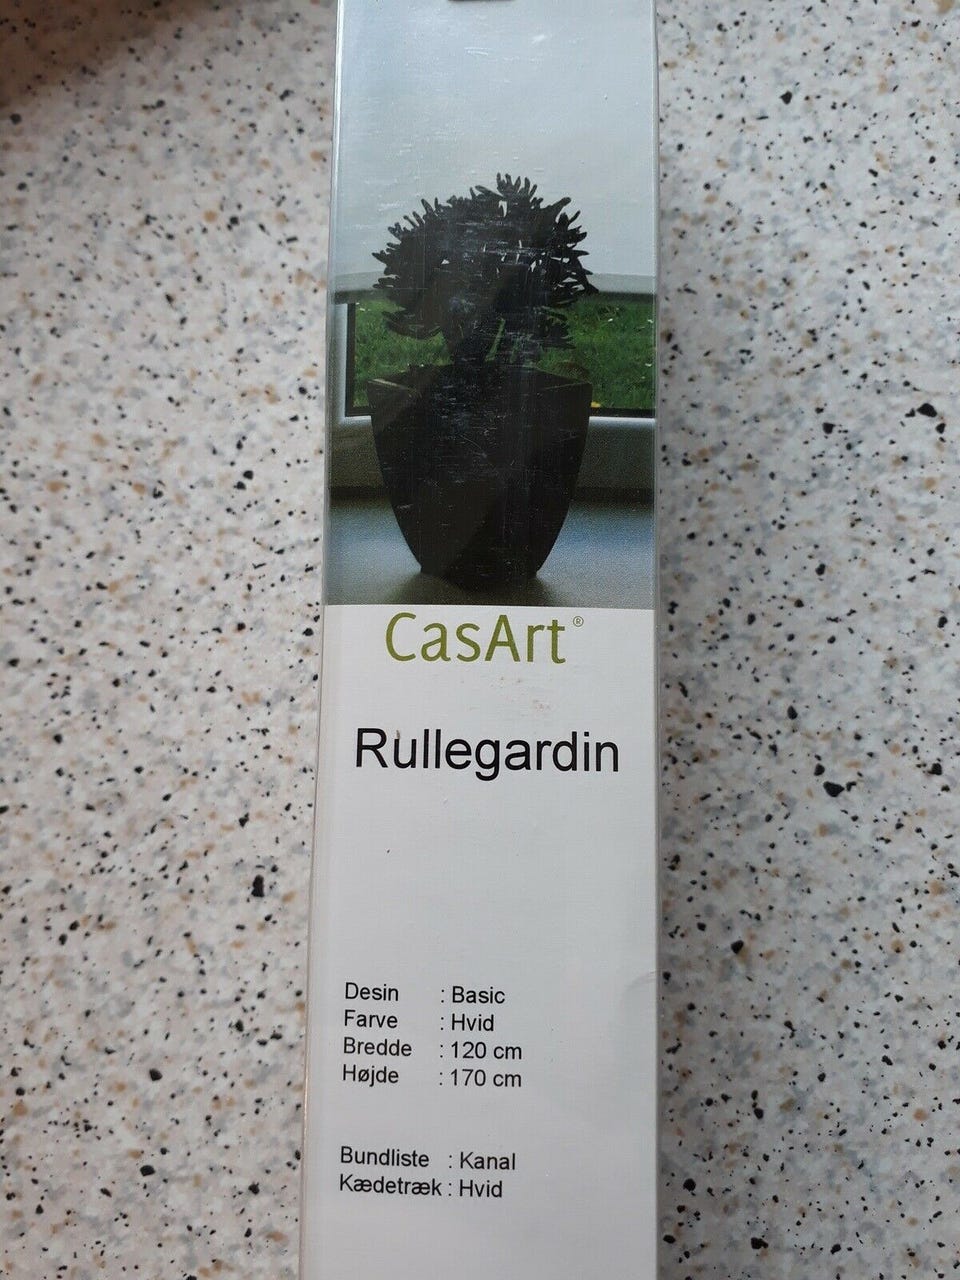 CasArt®
Rullegardin
Desin : Basic
Farve : Hvid
Bredde : 120 cm
Højde : 170 cm
Bundliste : Kanal
Kædetræk : Hvid